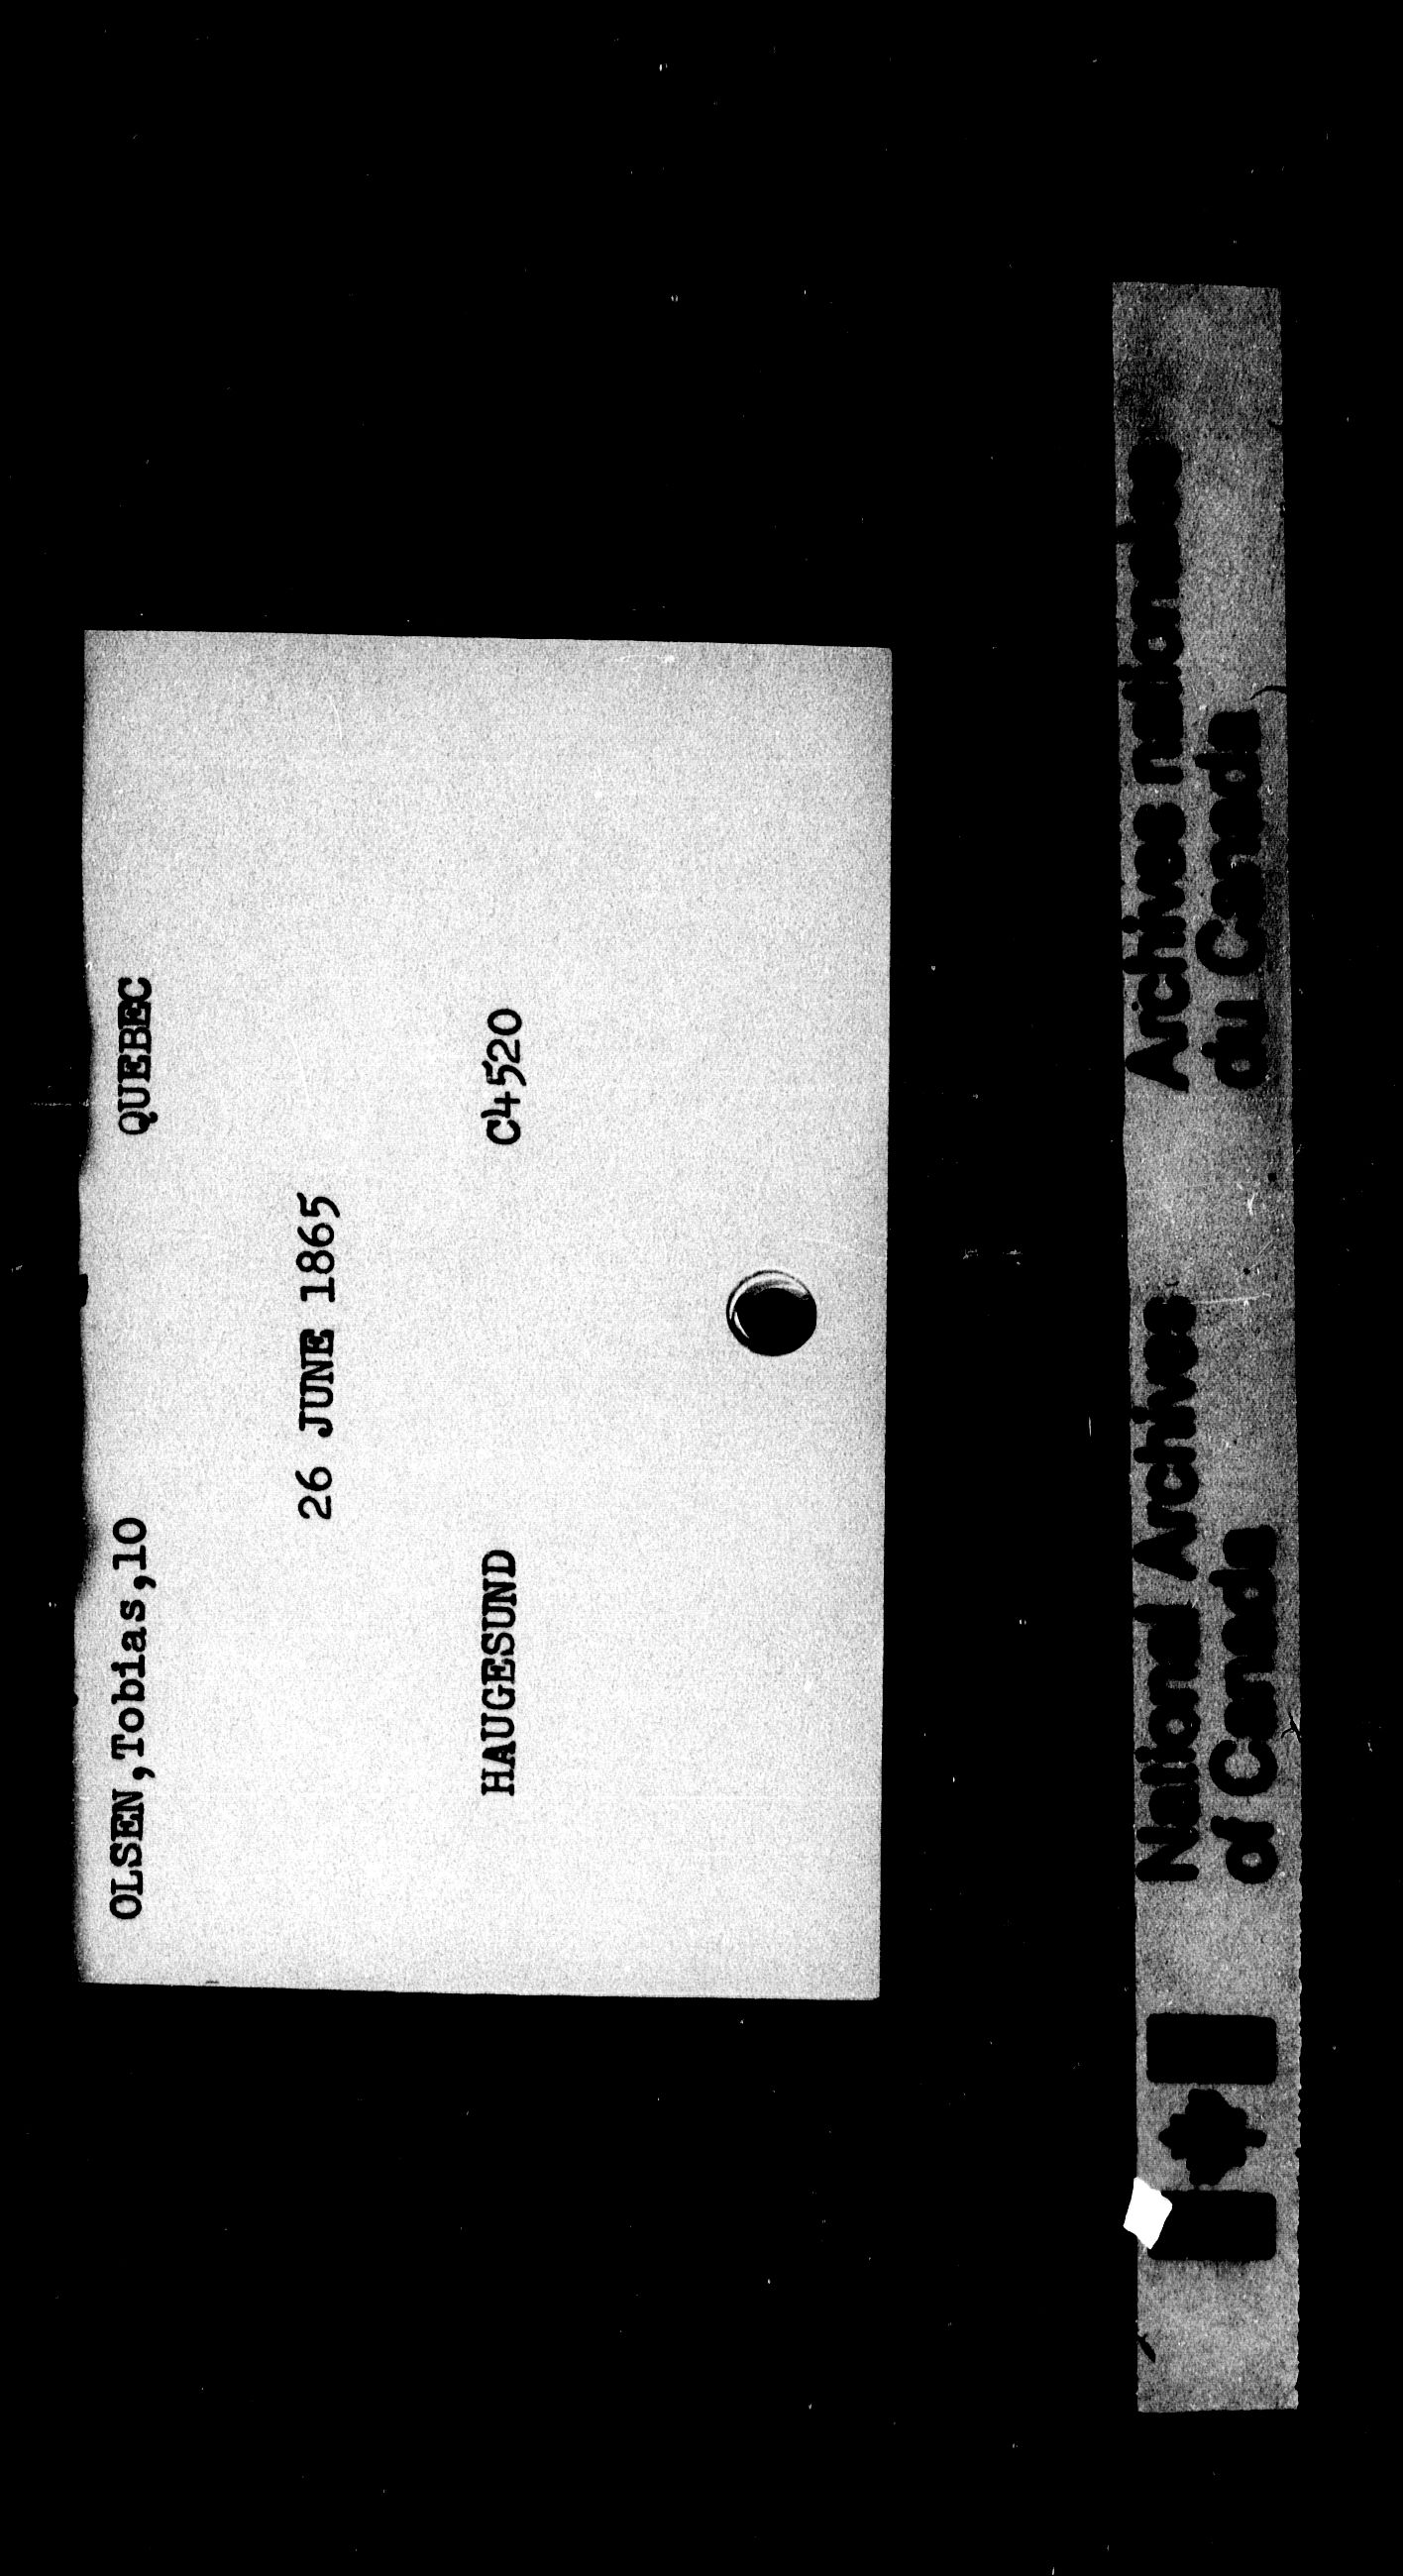 OLSEN,Tobias,10 QUEBEC
26 JUNE 1865
HAUGESUND C4520
National Archives
of Canada
Archives nationales
du Canada